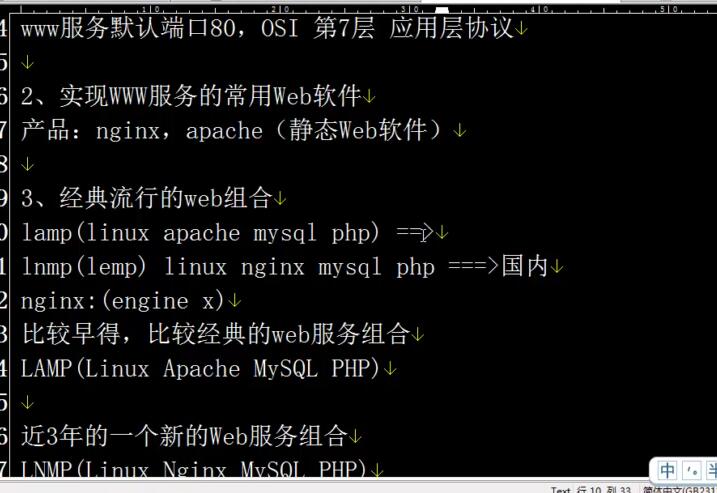 4 www服务默认端口80，OSI 第7层 应用层协议↓
5 ↓
6 2、实现WWW服务的常用Web软件↓
7 产品：nginx，apache（静态Web软件）↓
8 ↓
9 3、经典流行的web组合↓
0 lamp(linux apache mysql php) ==>↓
1 lnmp(lemp) linux nginx mysql php ===>国内↓
2 nginx:(engine x)↓
3 比较早得，比较经典的web服务组合↓
4 LAMP(Linux Apache MySQL PHP)↓
5 ↓
6 近3年的一个新的Web服务组合↓
7 LNMP(Linux Nginx MySQL PHP)↓
中 半
Text 行 10, 列 33 简体中文(GB231